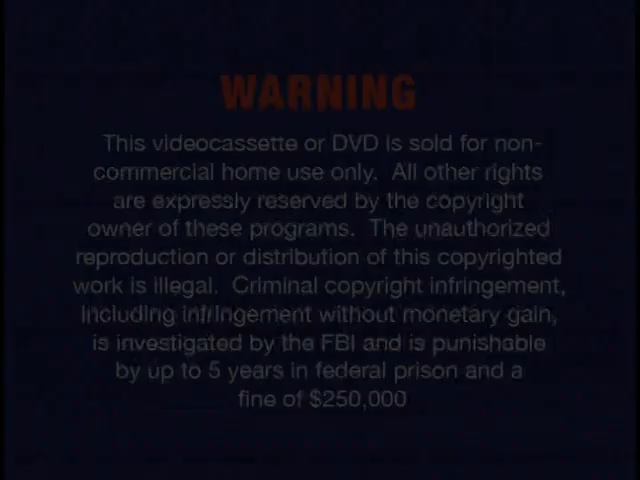 WARNING
This videocassette or DVD is sold for non-
commercial home use only.  All other rights
are expressly reserved by the copyright
owner of these programs.  The unauthorized
reproduction or distribution of this copyrighted
work is illegal.  Criminal copyright infringement,
including infringement without monetary gain,
is investigated by the FBI and is punishable
by up to 5 years in federal prison and a
fine of $250,000